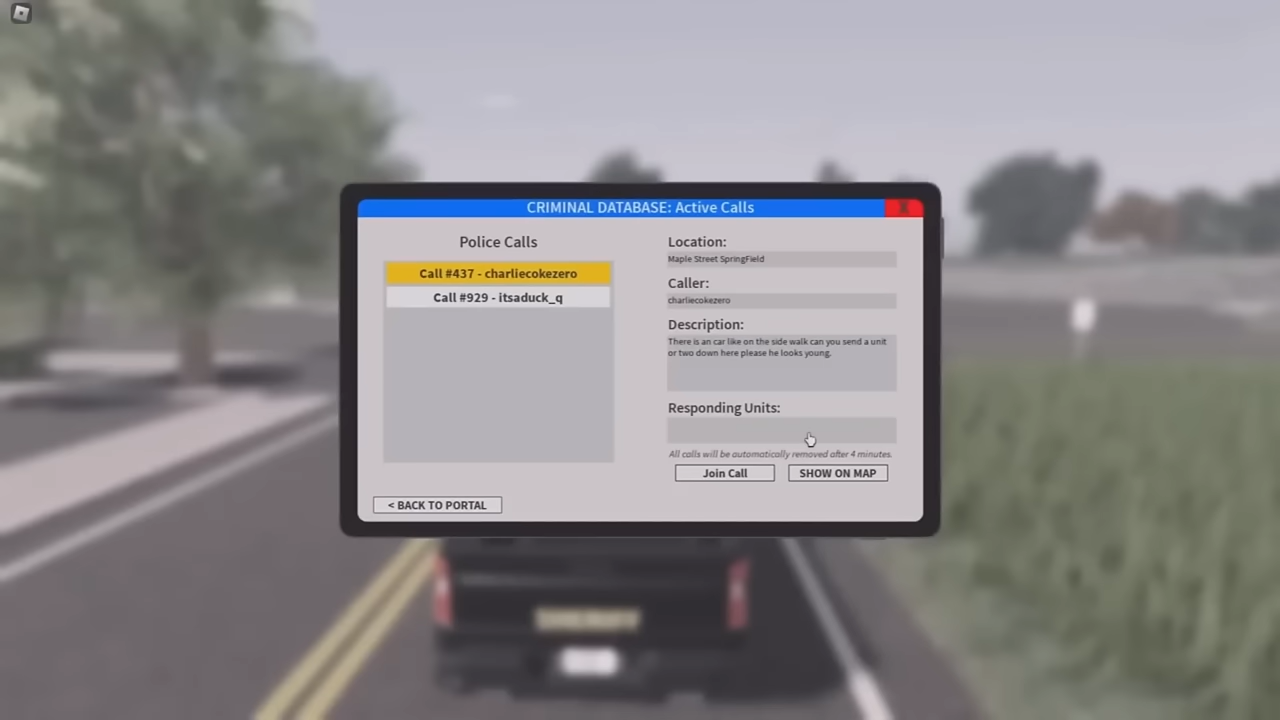 CRIMINAL DATABASE: Active Calls
X
Police Calls
Call #437 - charliecokezero
Call #929 - itsaduck_q
Location:
Maple Street SpringField
Caller:
charliecokezero
Description:
There is an car like on the side walk can you send a unit
or two down here please he looks young.
Responding Units:
All calls will be automatically removed after 4 minutes.
Join Call
SHOW ON MAP
< BACK TO PORTAL